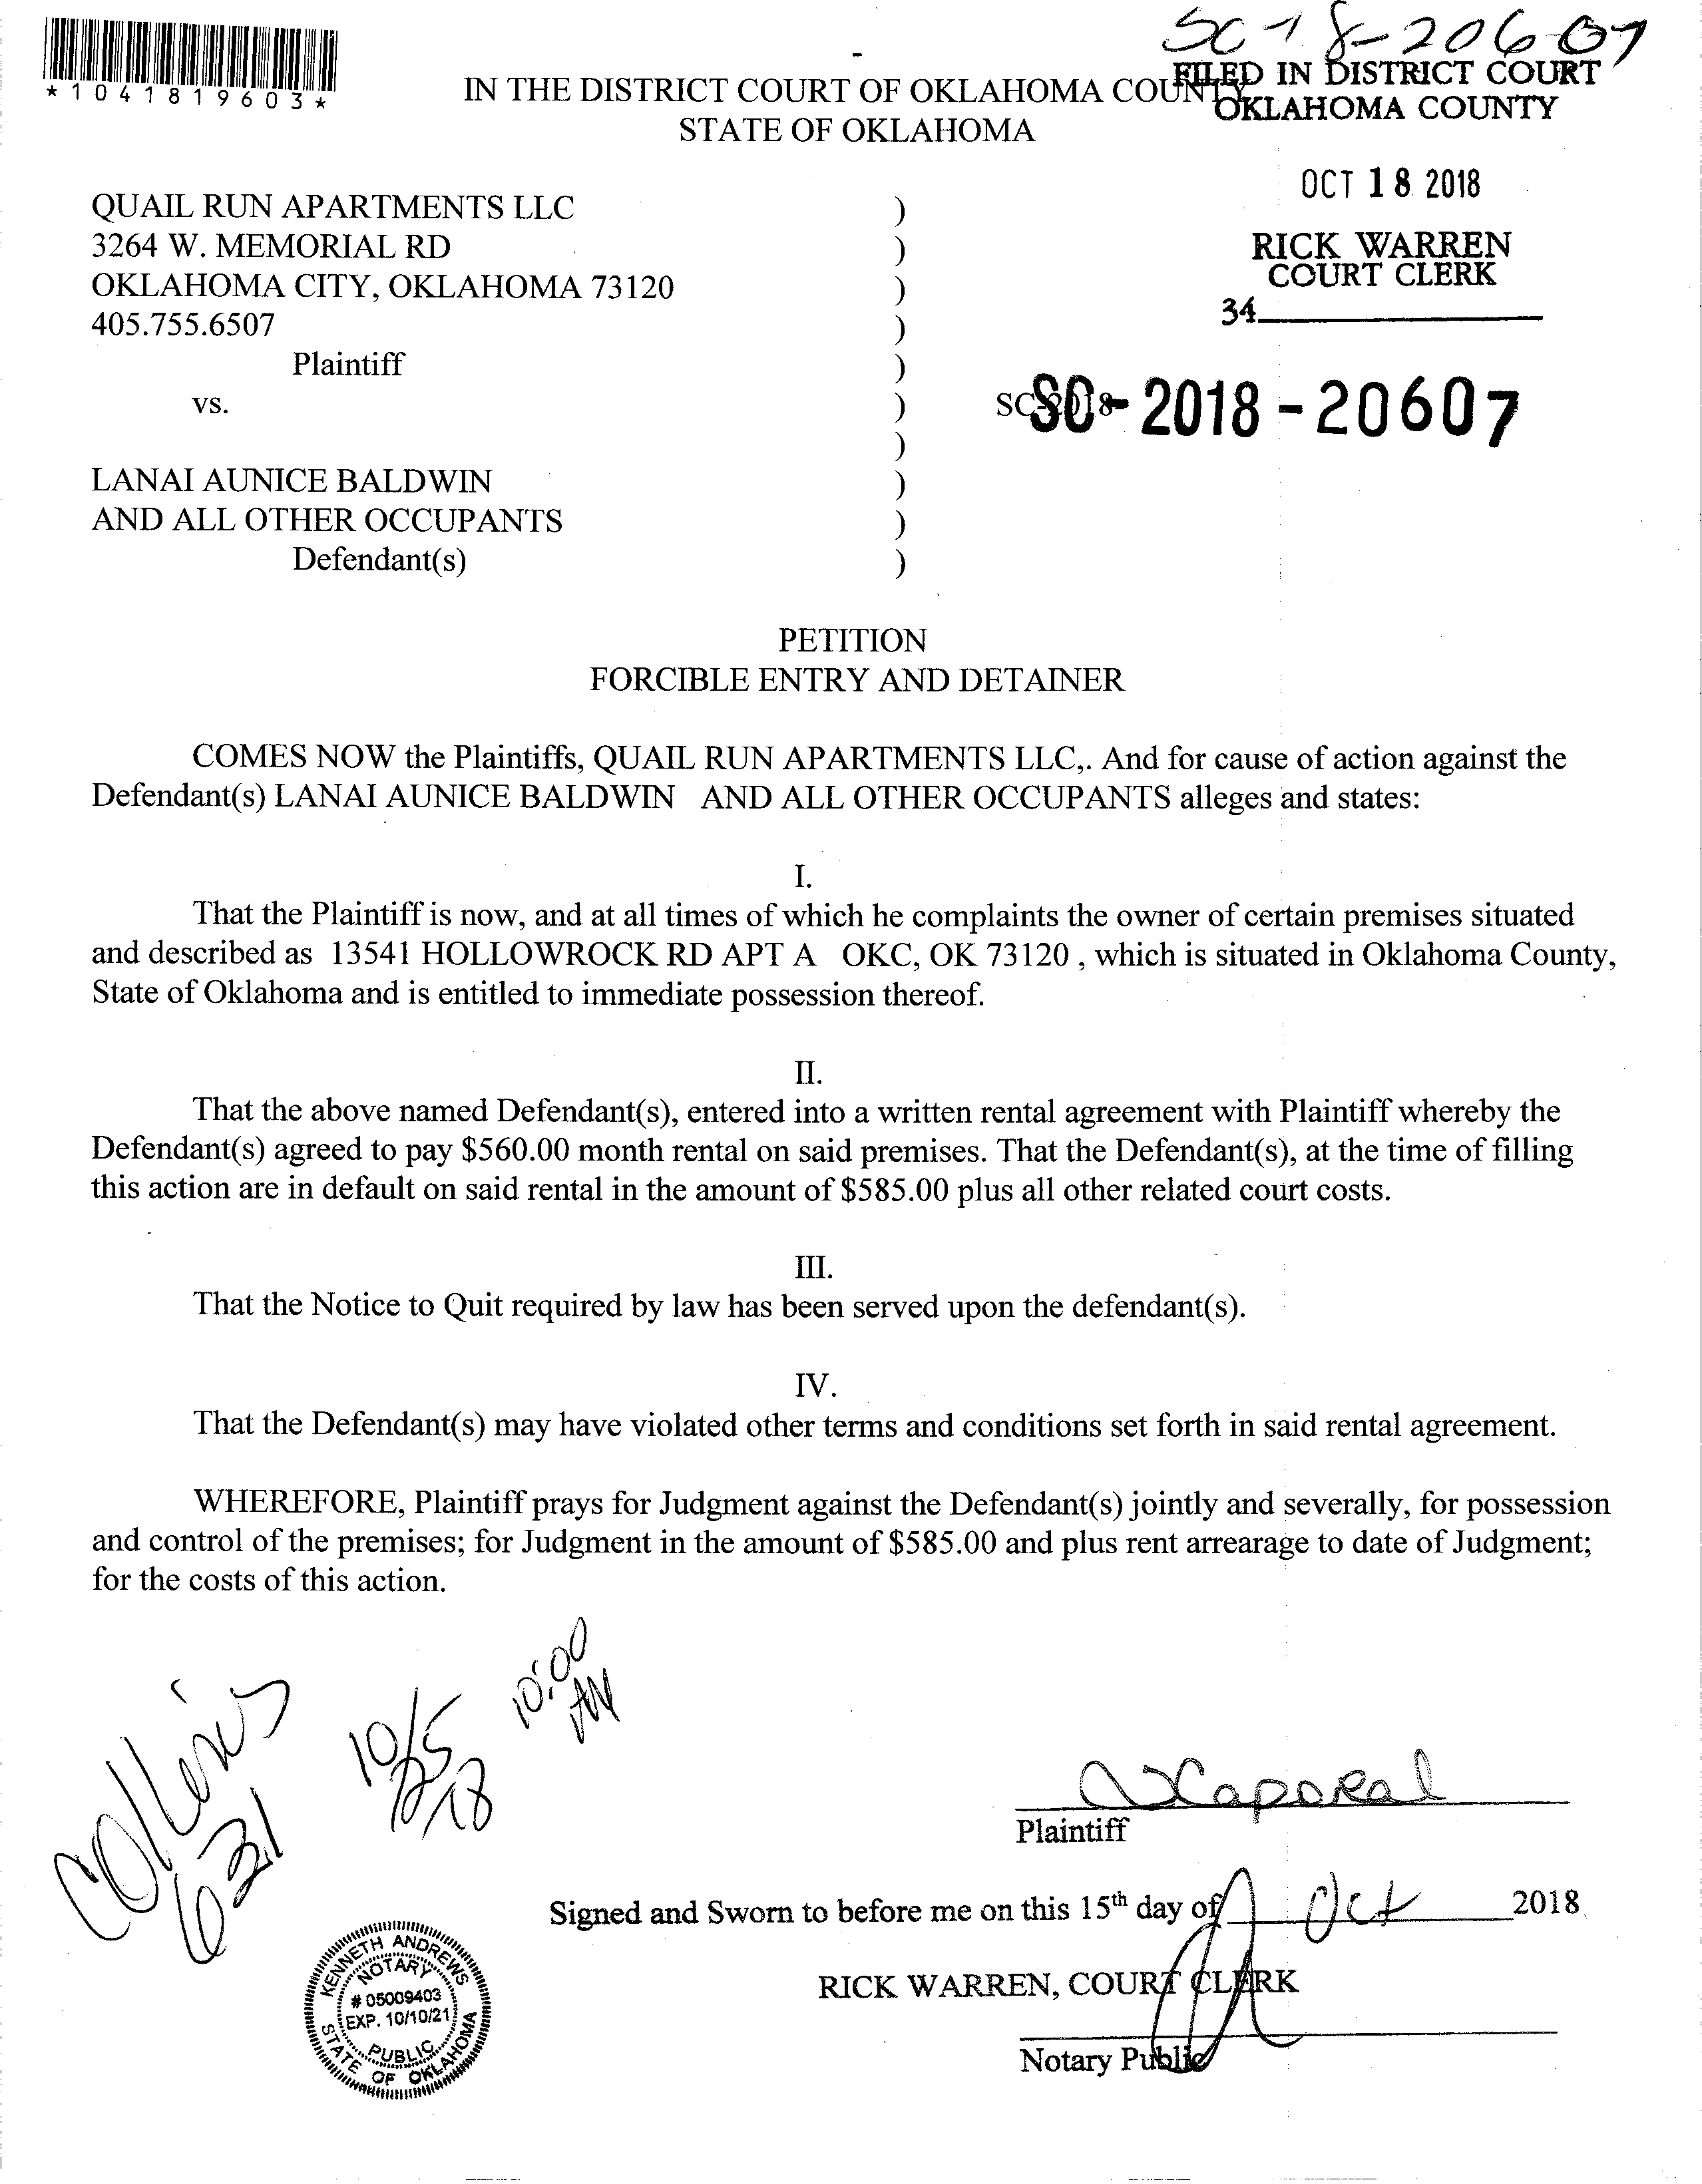 SC-18-20607
*1041819603*
IN THE DISTRICT COURT OF OKLAHOMA COUNTY
STATE OF OKLAHOMA
FILED IN DISTRICT COURT
OKLAHOMA COUNTY
OCT 18 2018
RICK WARREN
COURT CLERK
34
QUAIL RUN APARTMENTS LLC )
3264 W. MEMORIAL RD )
OKLAHOMA CITY, OKLAHOMA 73120 )
405.755.6507 )
Plaintiff )
vs. ) SC-2018- SC-2018-20607
)
LANAI AUNICE BALDWIN )
AND ALL OTHER OCCUPANTS )
Defendant(s) )
PETITION
FORCIBLE ENTRY AND DETAINER
COMES NOW the Plaintiffs, QUAIL RUN APARTMENTS LLC,. And for cause of action against the
Defendant(s) LANAI AUNICE BALDWIN AND ALL OTHER OCCUPANTS alleges and states:
I.
That the Plaintiff is now, and at all times of which he complaints the owner of certain premises situated
and described as 13541 HOLLOWROCK RD APT A OKC, OK 73120 , which is situated in Oklahoma County,
State of Oklahoma and is entitled to immediate possession thereof.
II.
That the above named Defendant(s), entered into a written rental agreement with Plaintiff whereby the
Defendant(s) agreed to pay $560.00 month rental on said premises. That the Defendant(s), at the time of filling
this action are in default on said rental in the amount of $585.00 plus all other related court costs.
III.
That the Notice to Quit required by law has been served upon the defendant(s).
IV.
That the Defendant(s) may have violated other terms and conditions set forth in said rental agreement.
WHEREFORE, Plaintiff prays for Judgment against the Defendant(s) jointly and severally, for possession
and control of the premises; for Judgment in the amount of $585.00 and plus rent arrearage to date of Judgment;
for the costs of this action.
Collins
621
10/25
18
10:00
AM
Caporal
Plaintiff
Signed and Sworn to before me on this 15th day of Oct 2018
RICK WARREN, COURT CLERK
Notary Public
KENNETH ANDREWS
NOTARY
# 05009403
EXP. 10/10/21
PUBLIC
STATE OF OKLAHOMA